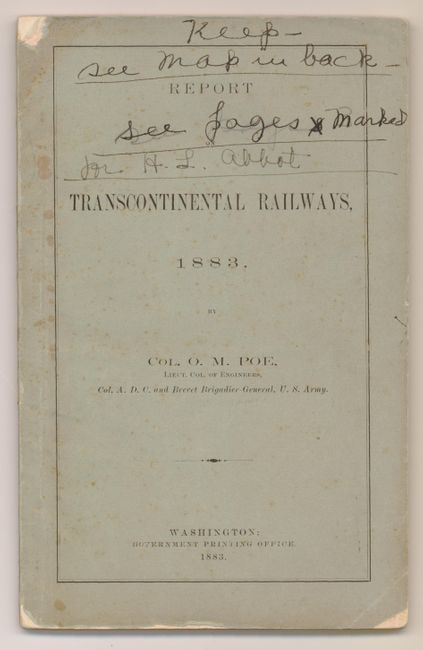 Keep -
see map in back -
REPORT
see pages x Marked
H. L. Abbot
TRANSCONTINENTAL RAILWAYS,
1883.
BY
COL. O. M. POE,
LIEUT. COL. OF ENGINEERS,
Col. A. D. C. and Brevet Brigadier-General, U. S. Army.
WASHINGTON:
GOVERNMENT PRINTING OFFICE.
1883.